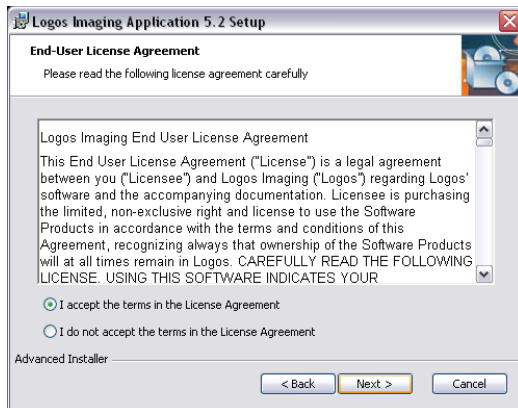 Logos Imaging Application 5.2 Setup
End-User License Agreement
Please read the following license agreement carefully
Logos Imaging End User License Agreement
This End User License Agreement ("License") is a legal agreement
between you ("Licensee") and Logos Imaging ("Logos") regarding Logos'
software and the accompanying documentation. Licensee is purchasing
the limited, non-exclusive right and license to use the Software
Products in accordance with the terms and conditions of this
Agreement, recognizing always that ownership of the Software Products
will at all times remain in Logos. CAREFULLY READ THE FOLLOWING
LICENSE. USING THIS SOFTWARE INDICATES YOUR
I accept the terms in the License Agreement
I do not accept the terms in the License Agreement
Advanced Installer
< Back Next > Cancel